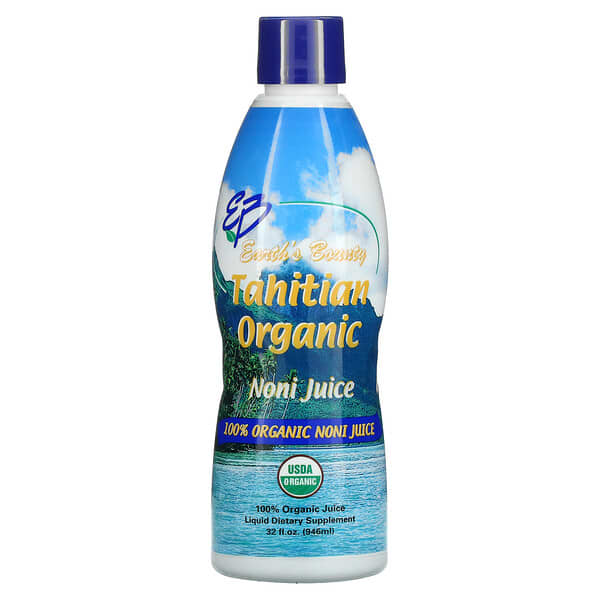 EB
Earth's Bounty
Tahitian
Organic
Noni Juice
100% ORGANIC NONI JUICE
USDA
ORGANIC
100% Organic Juice
Liquid Dietary Supplement
32 fl. oz. (946ml)